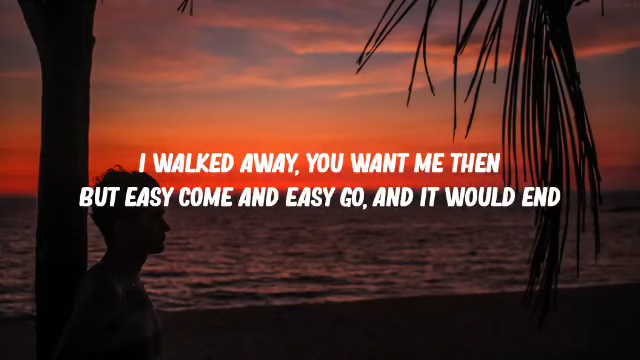 I WALKED AWAY, YOU WANT ME THEN
BUT EASY COME AND EASY GO, AND IT WOULD END